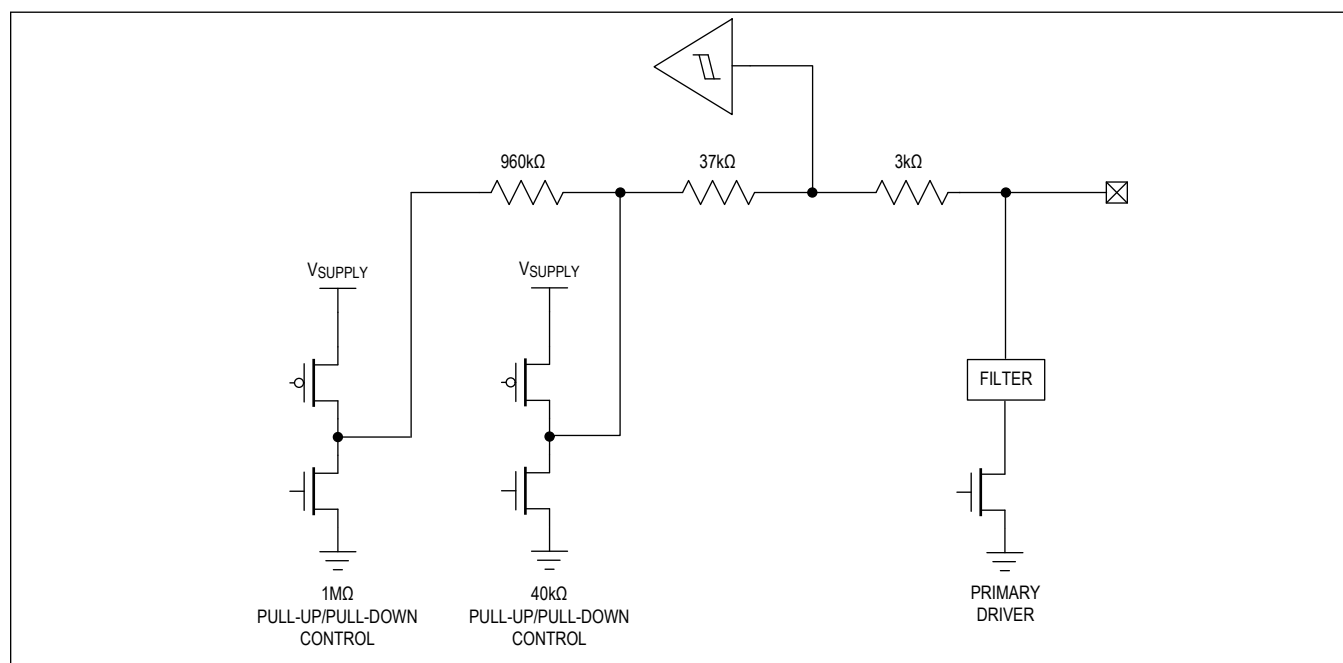 960kΩ
37kΩ
3kΩ
VSUPPLY
VSUPPLY
FILTER
1MΩ
PULL-UP/PULL-DOWN
CONTROL
40kΩ
PULL-UP/PULL-DOWN
CONTROL
PRIMARY
DRIVER